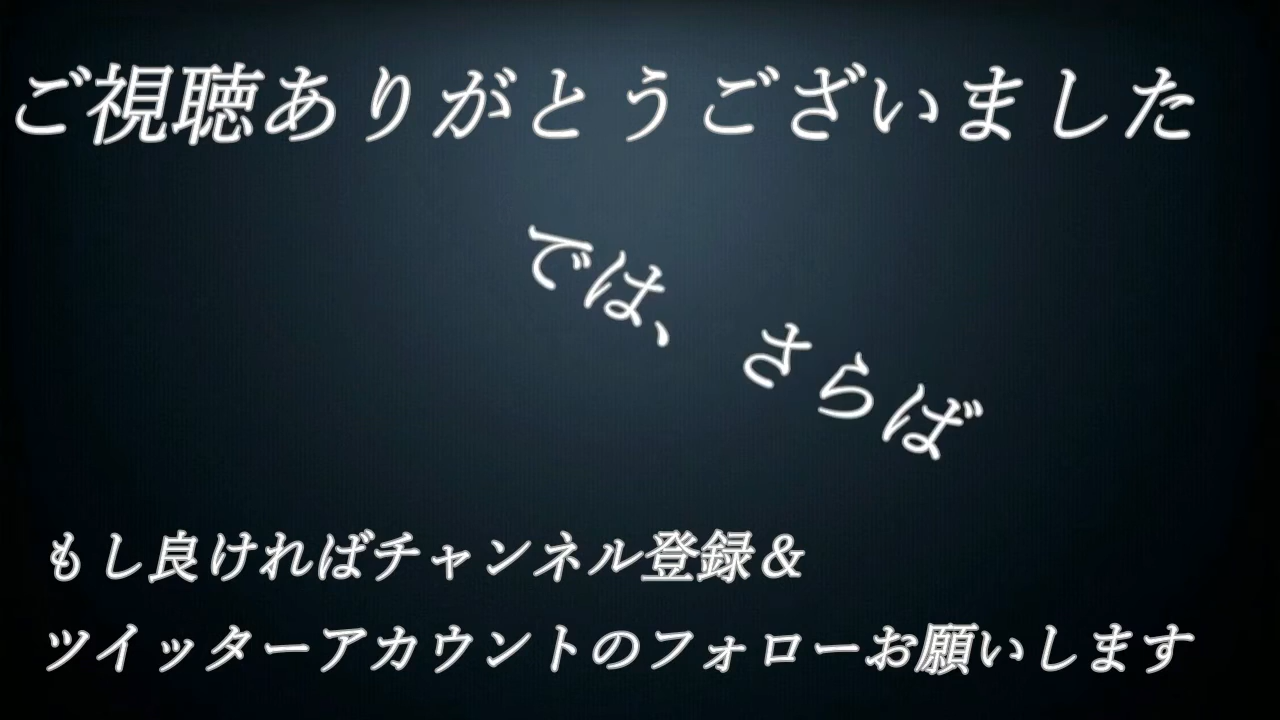 ご視聴ありがとうございました
では、さらば
もし良ければチャンネル登録&
ツイッターアカウントのフォローお願いします